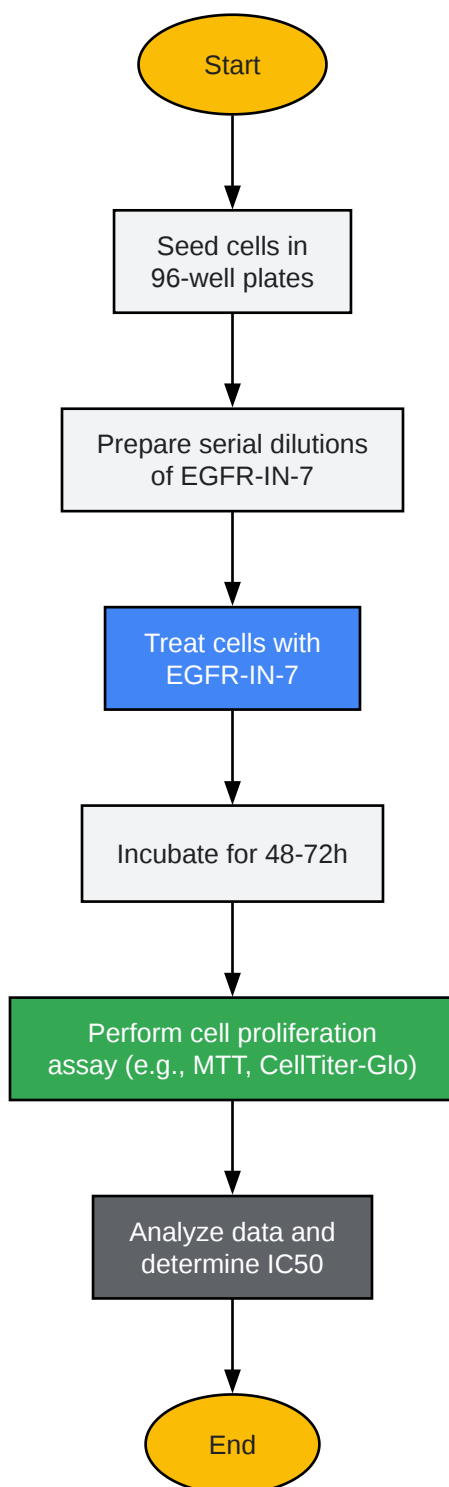 Start
Seed cells in
96-well plates
Prepare serial dilutions
of EGFR-IN-7
Treat cells with
EGFR-IN-7
Incubate for 48-72h
Perform cell proliferation
assay (e.g., MTT, CellTiter-Glo)
Analyze data and
determine IC50
End